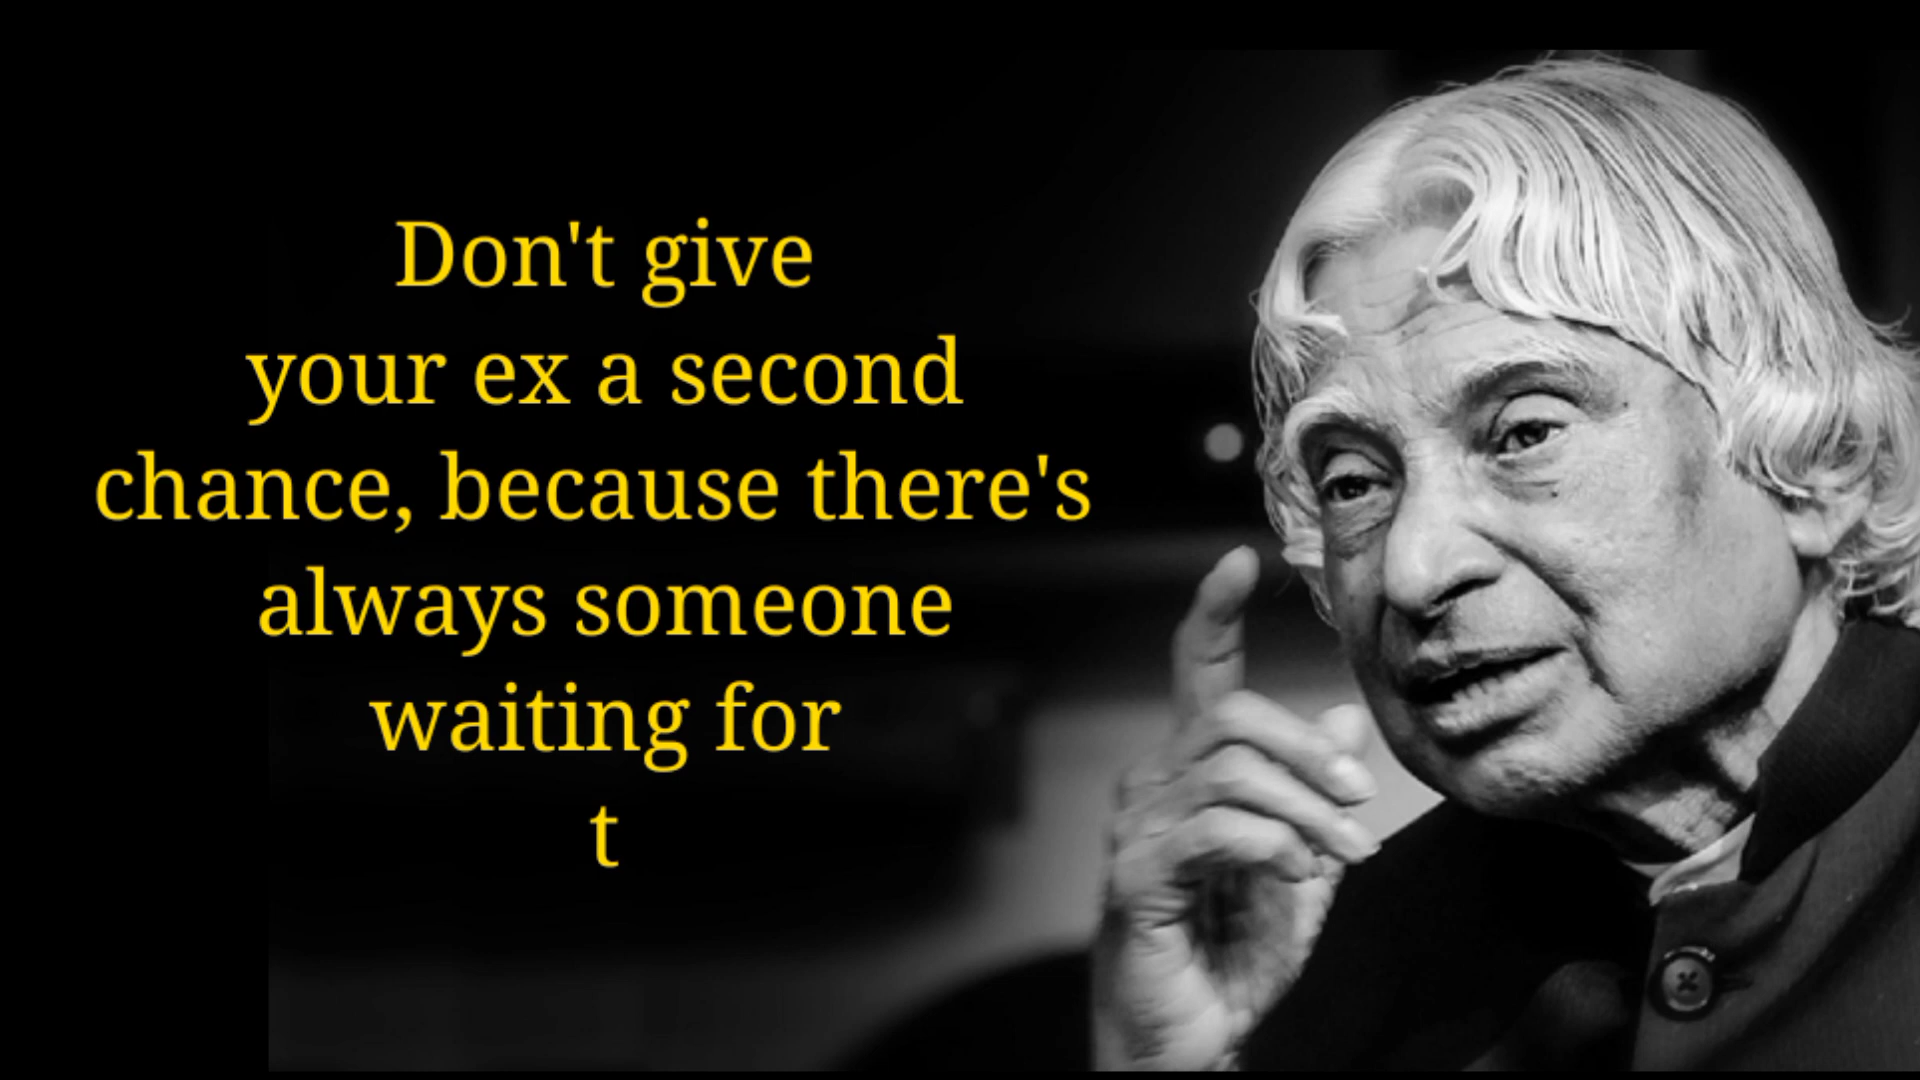 Don't give
your ex a second
chance, because there's
always someone
waiting for
t